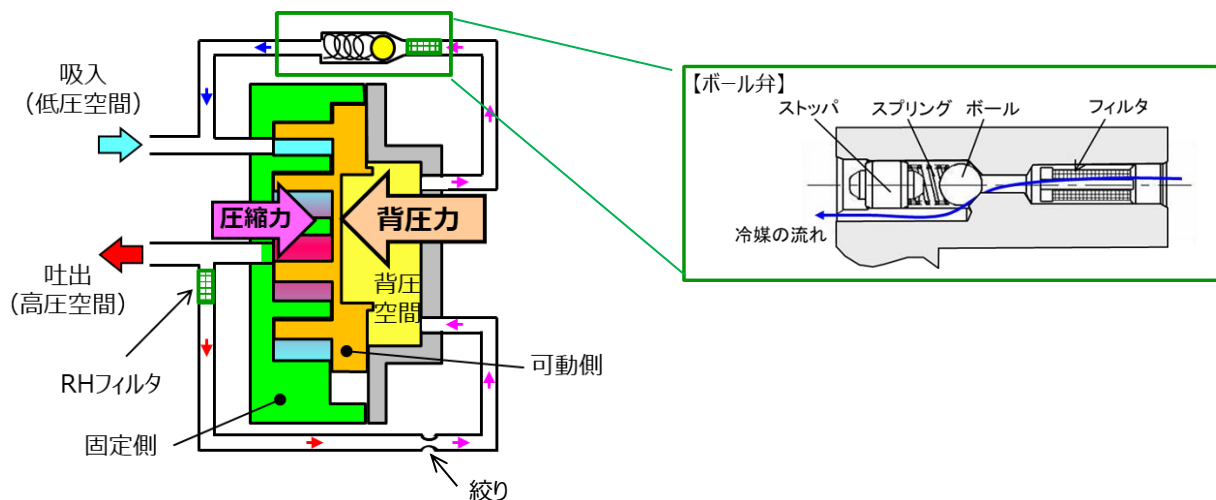 吸入
（低圧空間）
圧縮力
背圧力
吐出
（高圧空間）
背圧
空間
RHフィルタ
可動側
固定側
絞り
【ボール弁】
ストッパ
スプリング
ボール
フィルタ
冷媒の流れ